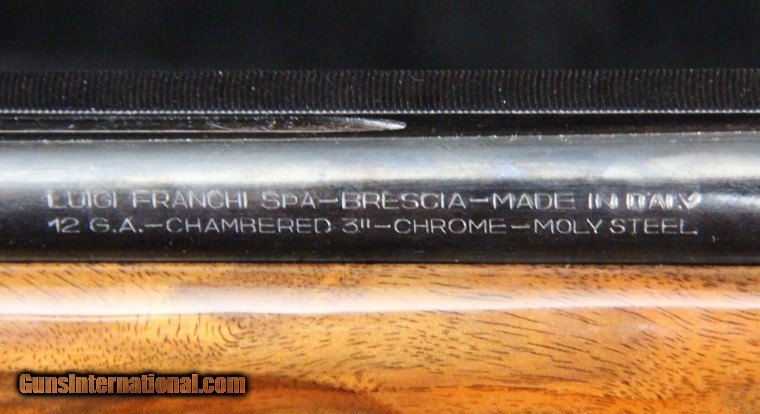 LUIGI FRANCHI SPA-BRESCIA-MADE IN ITALY
12 G.A.-CHAMBERED 3"-CHROME-MOLY STEEL
GunsInternational.com